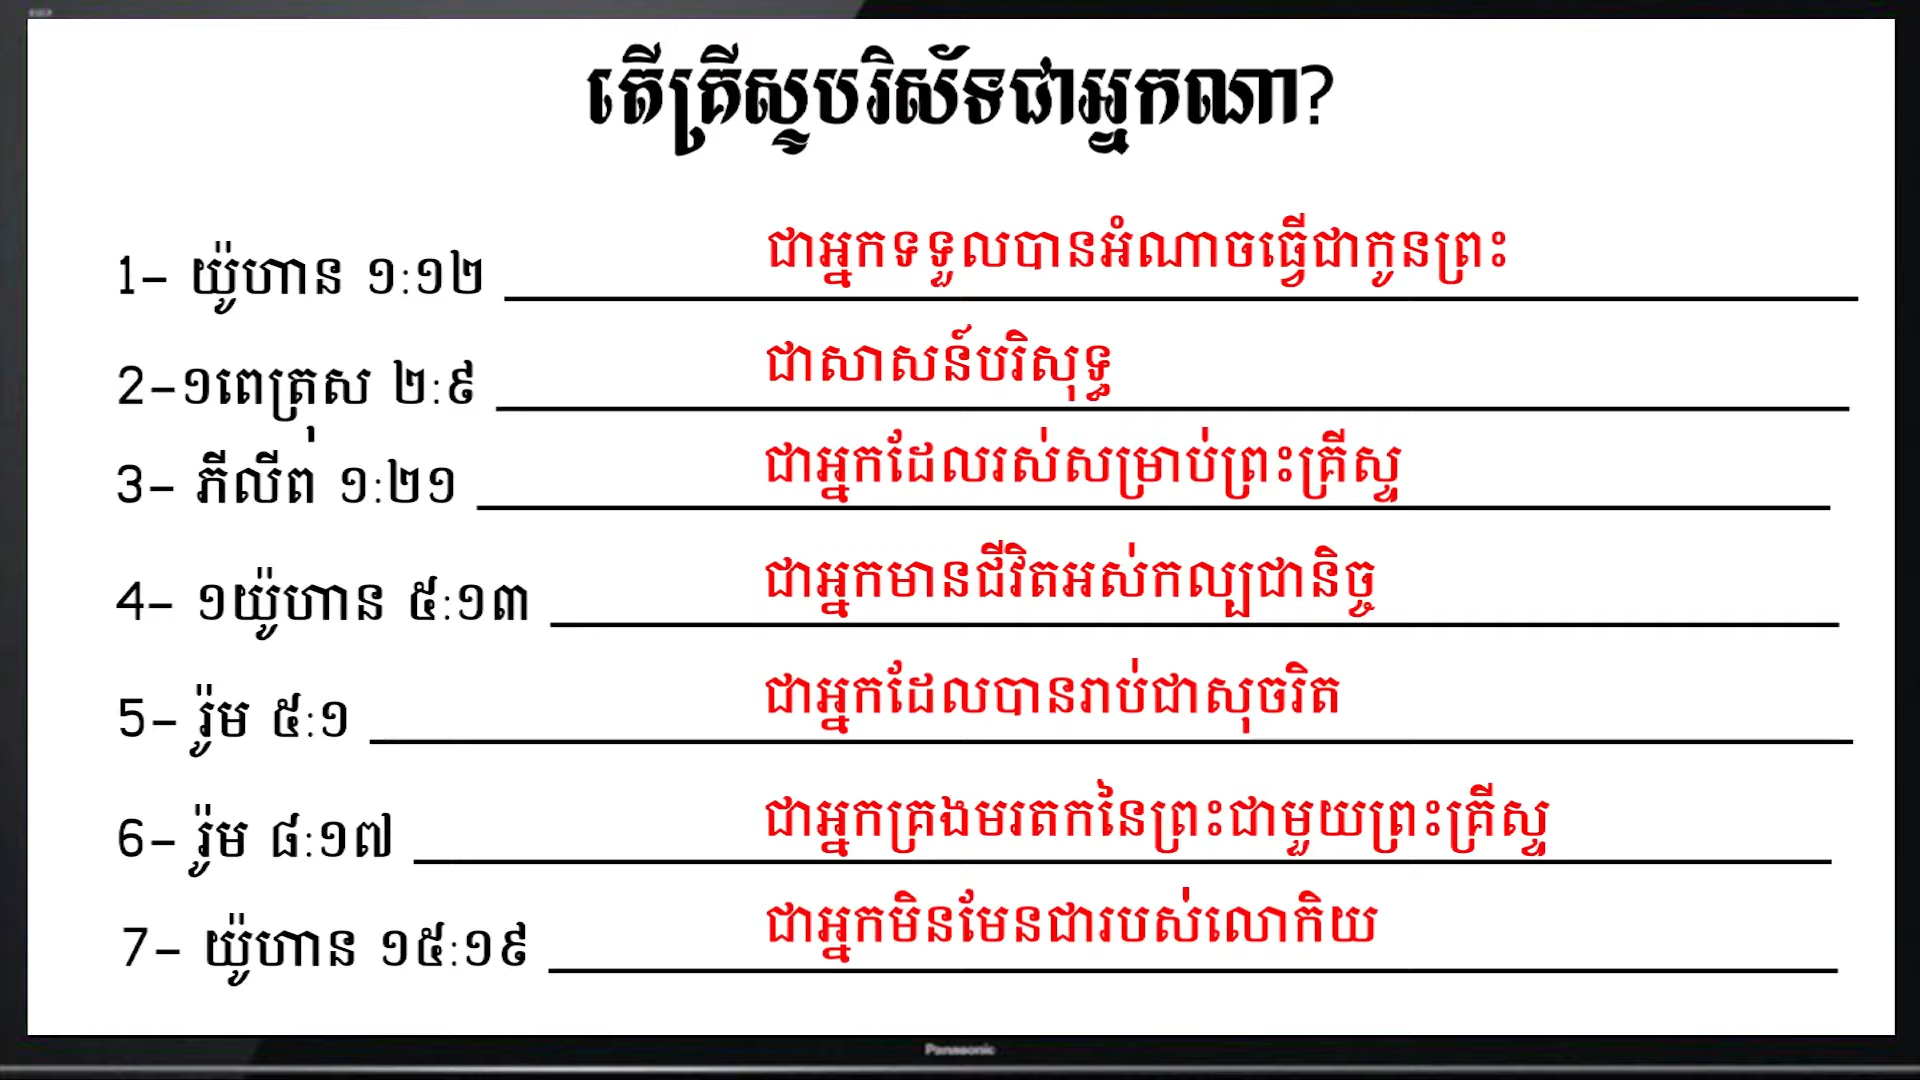 តើគ្រីស្ទបរិស័ទជាអ្នកណា?
1- យ៉ូហាន ១:១២ ជាអ្នកទទួលបានអំណាចធ្វើជាកូនព្រះ
2-១ពេត្រុស ២:៩ ជាសាសន៍បរិសុទ្ធ
3- ភីលីព ១:២១ ជាអ្នកដែលរស់សម្រាប់ព្រះគ្រីស្ទ
4- ១យ៉ូហាន ៥:១៣ ជាអ្នកមានជីវិតអស់កល្បជានិច្ច
5- រ៉ូម ៥:១ ជាអ្នកដែលបានរាប់ជាសុចរិត
6- រ៉ូម ៨:១៧ ជាអ្នកគ្រងមរតកនៃព្រះជាមួយព្រះគ្រីស្ទ
7- យ៉ូហាន ១៥:១៩ ជាអ្នកមិនមែនជារបស់លោកិយ
Panasonic